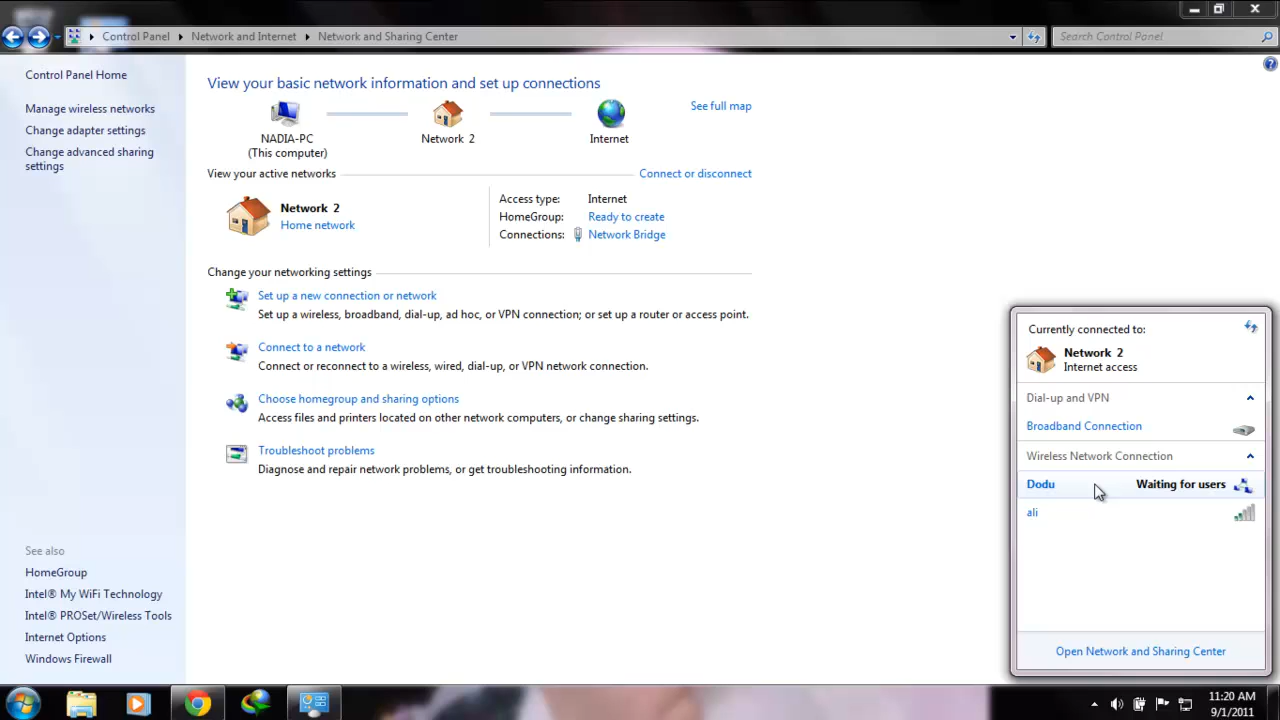 Control Panel Network and Internet Network and Sharing Center
Search Control Panel
Control Panel Home
Manage wireless networks
Change adapter settings
Change advanced sharing
settings
See also
HomeGroup
Intel® My WiFi Technology
Intel® PROSet/Wireless Tools
Internet Options
Windows Firewall
View your basic network information and set up connections
See full map
NADIA-PC
(This computer)
Network 2
Internet
View your active networks
Connect or disconnect
Network 2
Home network
Access type: Internet
HomeGroup: Ready to create
Connections: Network Bridge
Change your networking settings
Set up a new connection or network
Set up a wireless, broadband, dial-up, ad hoc, or VPN connection; or set up a router or access point.
Connect to a network
Connect or reconnect to a wireless, wired, dial-up, or VPN network connection.
Choose homegroup and sharing options
Access files and printers located on other network computers, or change sharing settings.
Troubleshoot problems
Diagnose and repair network problems, or get troubleshooting information.
Currently connected to:
Network 2
Internet access
Dial-up and VPN
Broadband Connection
Wireless Network Connection
Dodu Waiting for users
ali
Open Network and Sharing Center
11:20 AM
9/1/2011